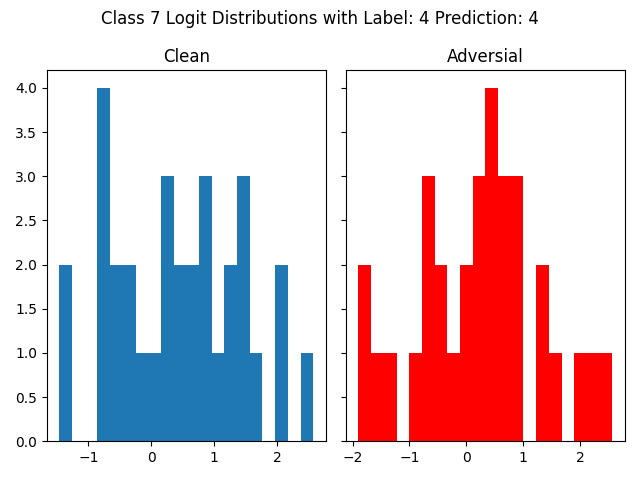 Class 7 Logit Distributions with Label: 4 Prediction: 4
Clean
Adversial
4.0
3.5
3.0
2.5
2.0
1.5
1.0
0.5
0.0
−1 0 1 2
−2 −1 0 1 2